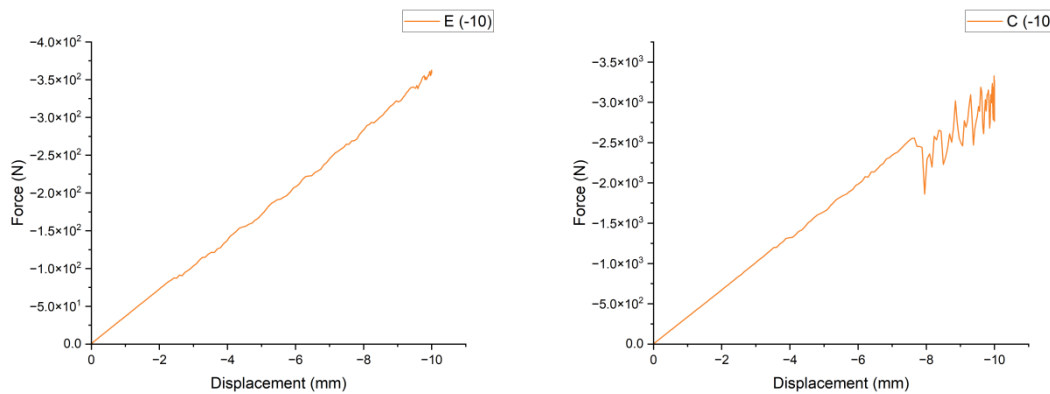 E (-10)
−4.0×10²
−3.5×10²
−3.0×10²
−2.5×10²
−2.0×10²
−1.5×10²
−1.0×10²
−5.0×10¹
0.0
Force (N)
0 −2 −4 −6 −8 −10
Displacement (mm)
C (-10
−3.5×10³
−3.0×10³
−2.5×10³
−2.0×10³
−1.5×10³
−1.0×10³
−5.0×10²
0.0
Force (N)
0 −2 −4 −6 −8 −10
Displacement (mm)